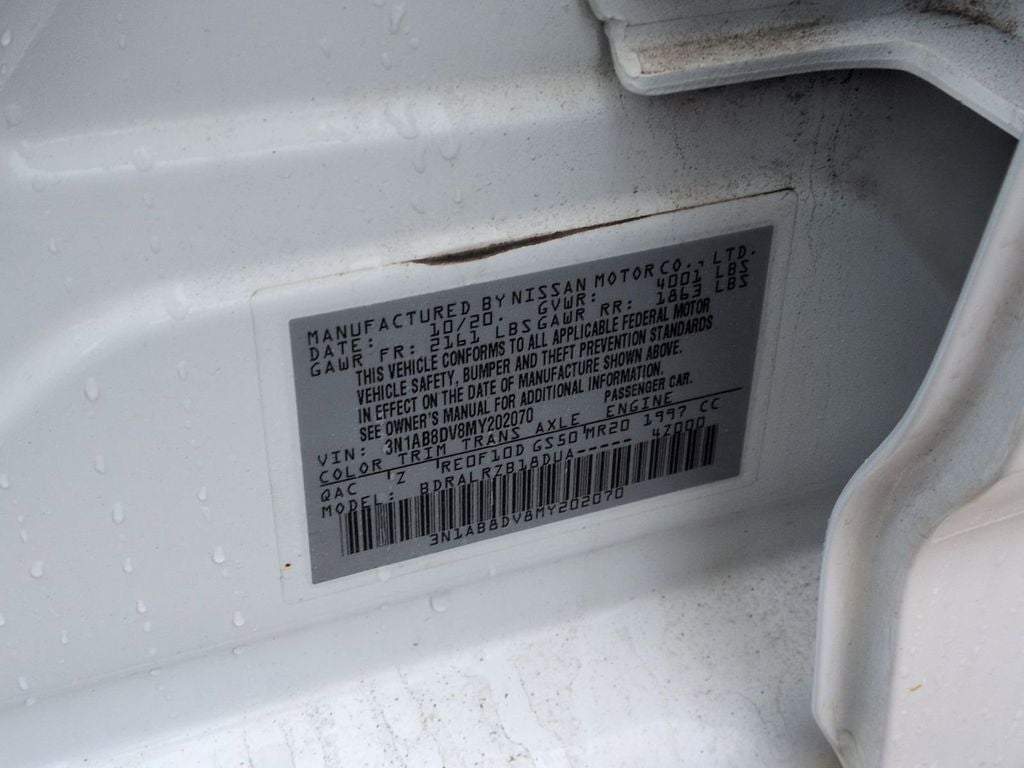 MANUFACTURED BY NISSAN MOTOR CO., LTD.
DATE: 10/20. GVWR: 4001 LBS
GAWR FR: 2161 LBS GAWR RR: 1863 LBS
THIS VEHICLE CONFORMS TO ALL APPLICABLE FEDERAL MOTOR
VEHICLE SAFETY, BUMPER AND THEFT PREVENTION STANDARDS
IN EFFECT ON THE DATE OF MANUFACTURE SHOWN ABOVE.
SEE OWNER'S MANUAL FOR ADDITIONAL INFORMATION.
VIN: 3N1AB8DV8MY202070 PASSENGER CAR.
COLOR TRIM TRANS AXLE ENGINE
QAC Z RE0F10D GS50 MR20 1997 CC
MODEL: BDRALRZB18DUA---- 4Z000
3N1AB8DV8MY202070